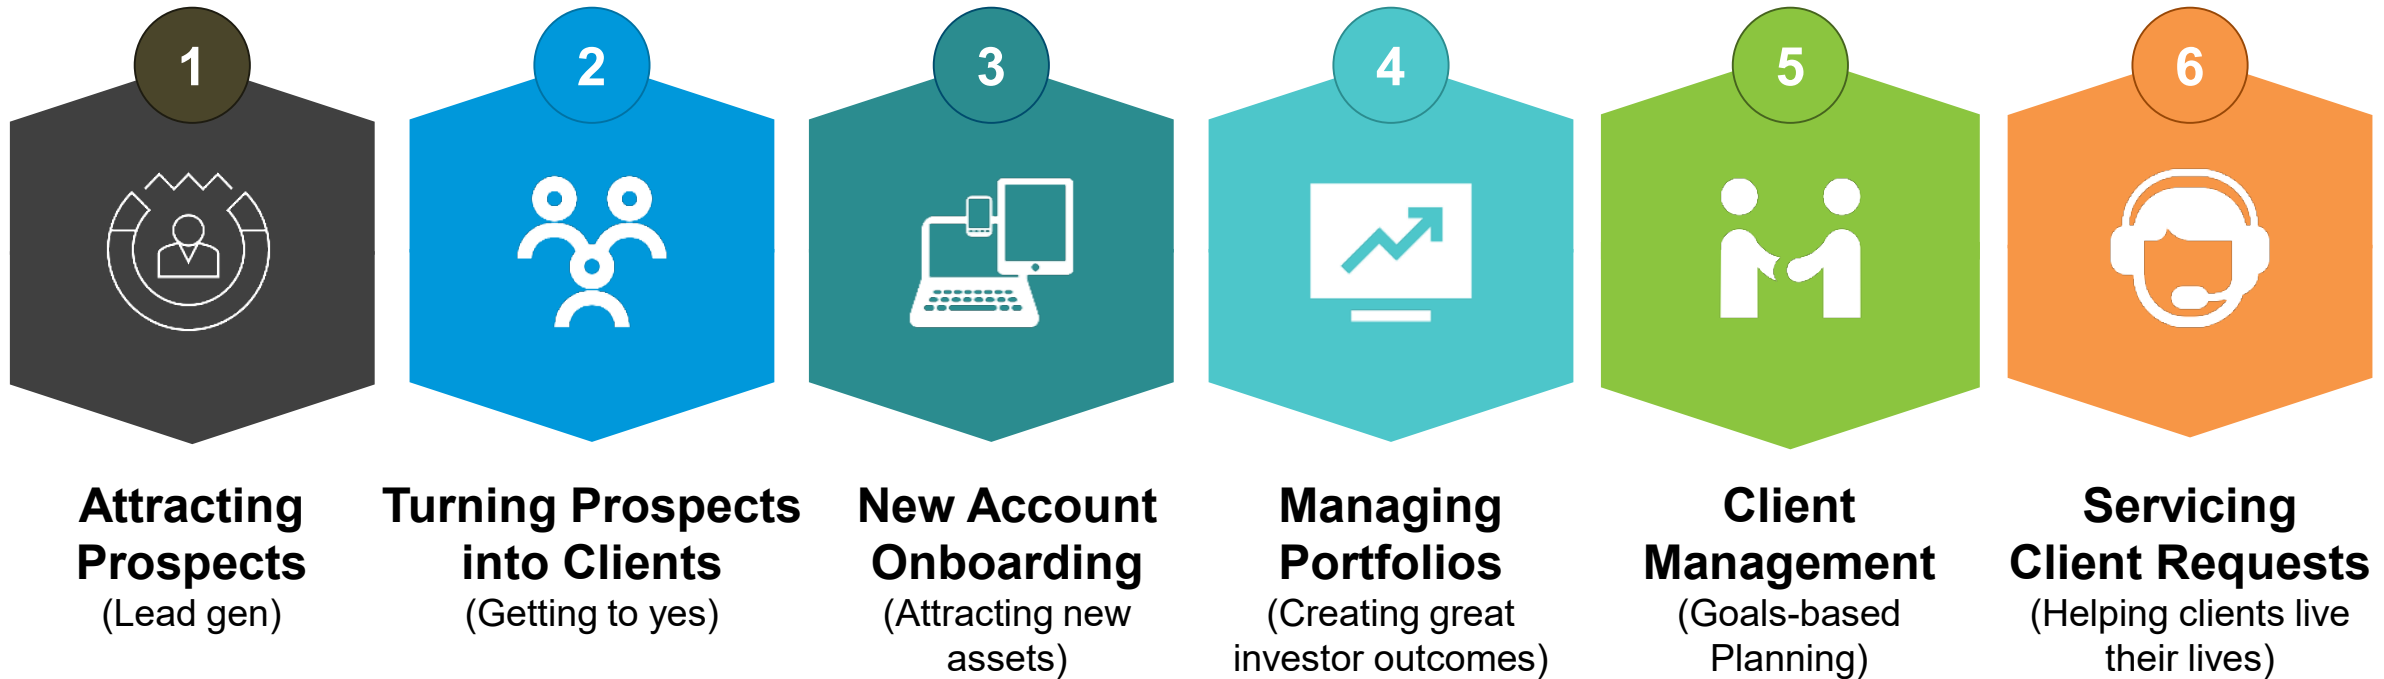 1
Attracting
Prospects
(Lead gen)
2
Turning Prospects
into Clients
(Getting to yes)
3
New Account
Onboarding
(Attracting new
assets)
4
Managing
Portfolios
(Creating great
investor outcomes)
5
Client
Management
(Goals-based
Planning)
6
Servicing
Client Requests
(Helping clients live
their lives)